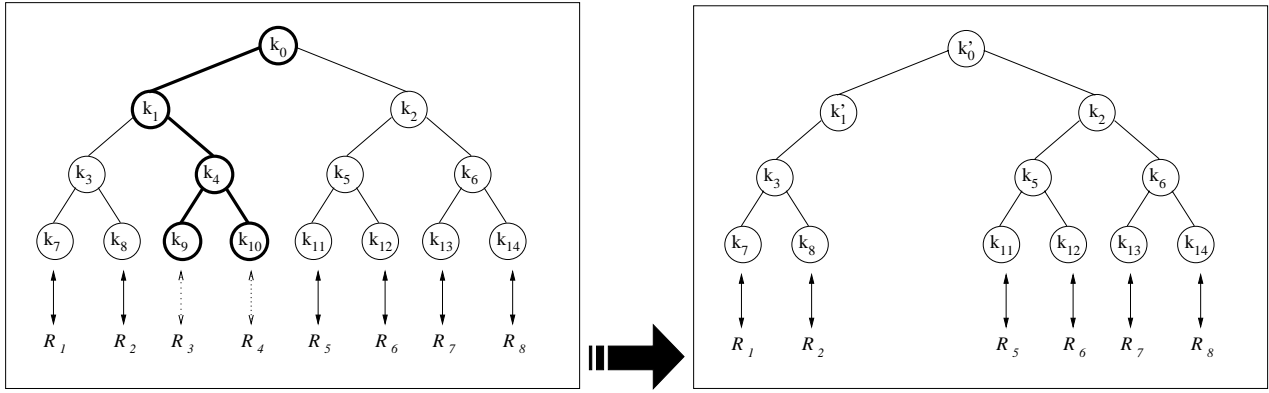 k0 k'0
k1 k2 k'1 k2
k3 k4 k5 k6 k3 k5 k6
k7 k8 k9 k10 k11 k12 k13 k14 k7 k8 k11 k12 k13 k14
R1 R2 R3 R4 R5 R6 R7 R8 R1 R2 R5 R6 R7 R8